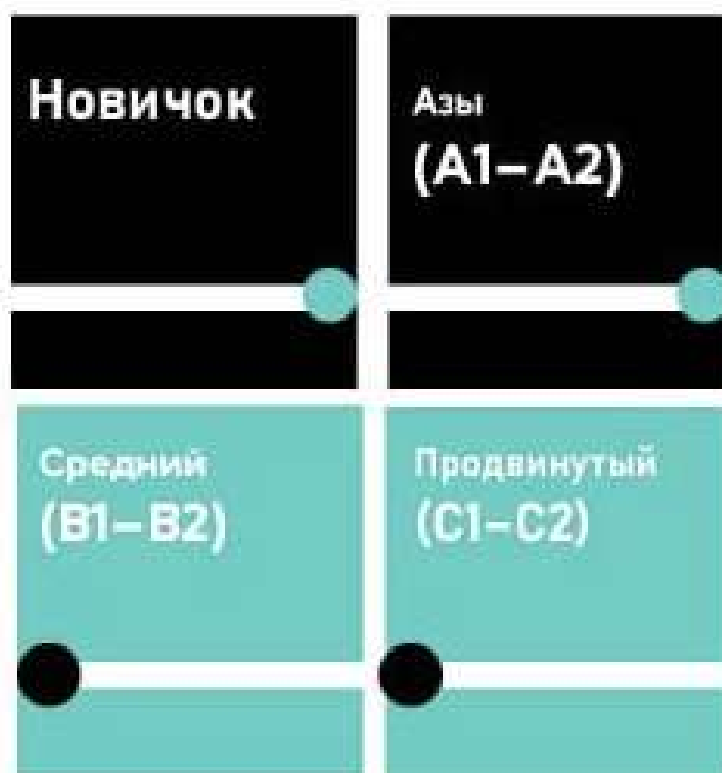 Новичок
Азы
(A1–A2)
Средний
(B1–B2)
Продвинутый
(C1–C2)